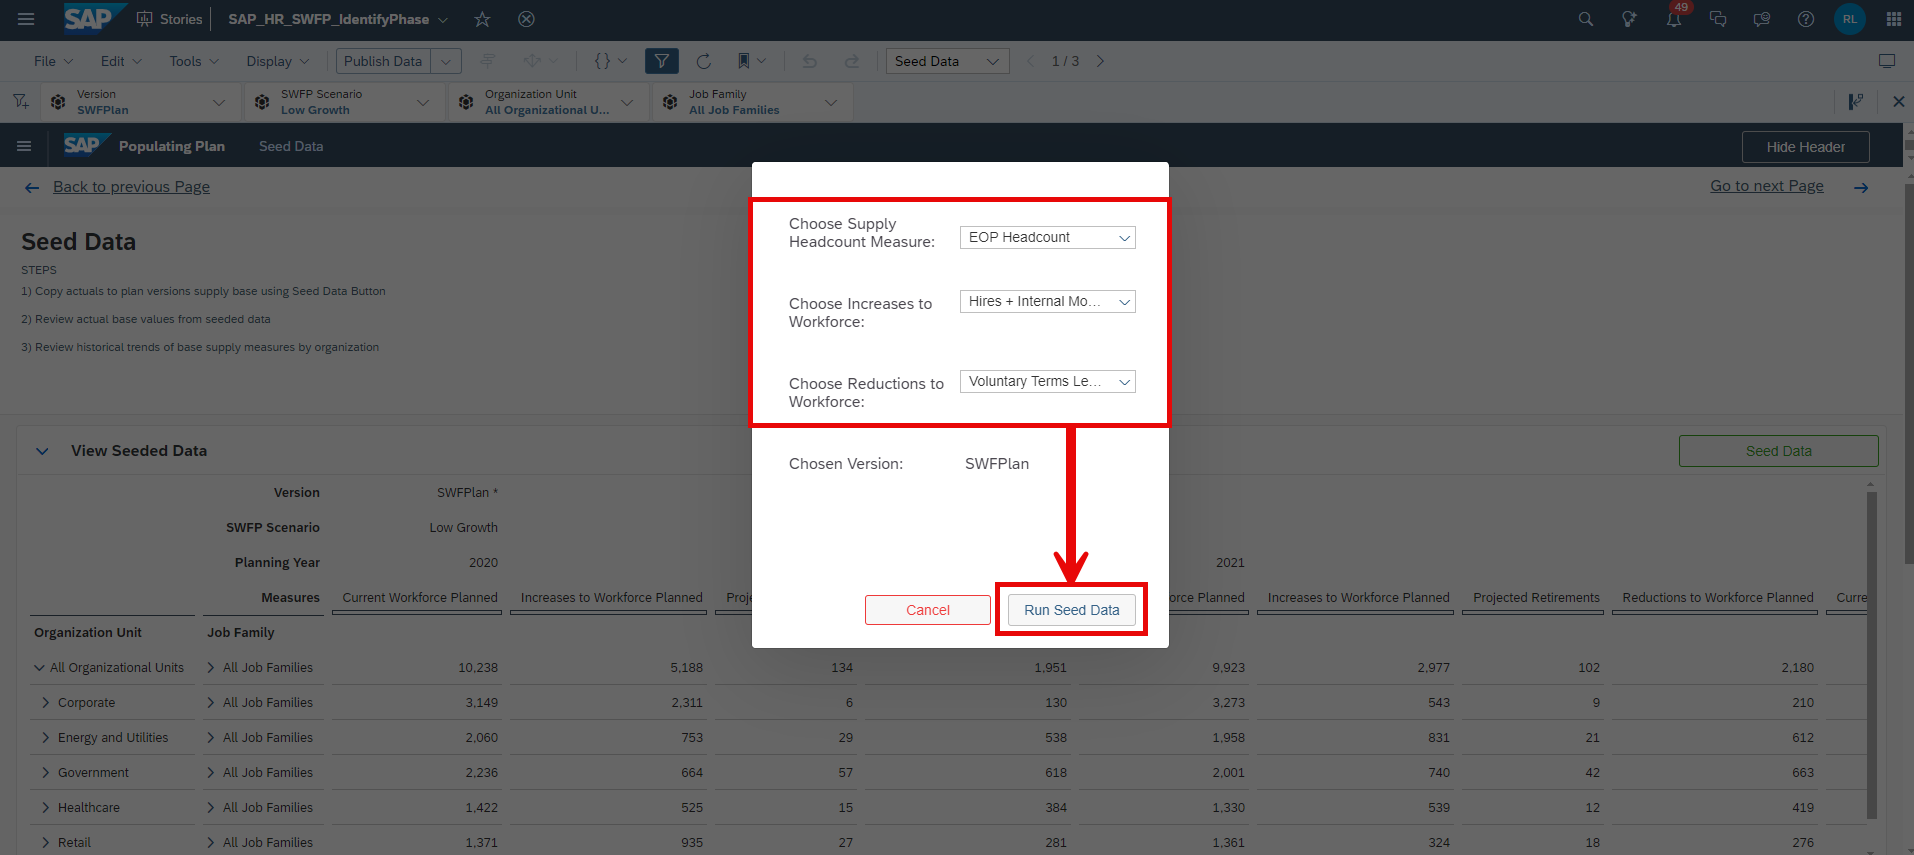 SAP Stories SAP_HR_SWFP_IdentifyPhase 49 RL
File Edit Tools Display Publish Data {} Seed Data 1 / 3
Version
SWFPlan
SWFP Scenario
Low Growth
Organization Unit
All Organizational U...
Job Family
All Job Families
SAP Populating Plan Seed Data Hide Header
Back to previous Page Go to next Page
Seed Data
STEPS
1) Copy actuals to plan versions supply base using Seed Data Button
2) Review actual base values from seeded data
3) Review historical trends of base supply measures by organization
Choose Supply
Headcount Measure: EOP Headcount
Choose Increases to
Workforce: Hires + Internal Mo...
Choose Reductions to
Workforce: Voluntary Terms Le...
Chosen Version: SWFPlan
Cancel Run Seed Data
View Seeded Data Seed Data
Version SWFPlan *
SWFP Scenario Low Growth
Planning Year 2020 2021
Measures Current Workforce Planned Increases to Workforce Planned Proj orce Planned Increases to Workforce Planned Projected Retirements Reductions to Workforce Planned Curre
Organization Unit Job Family
All Organizational Units All Job Families 10,238 5,188 134 1,951 9,923 2,977 102 2,180
Corporate All Job Families 3,149 2,311 6 130 3,273 543 9 210
Energy and Utilities All Job Families 2,060 753 29 538 1,958 831 21 612
Government All Job Families 2,236 664 57 618 2,001 740 42 663
Healthcare All Job Families 1,422 525 15 384 1,330 539 12 419
Retail All Job Families 1,371 935 27 281 1,361 324 18 276